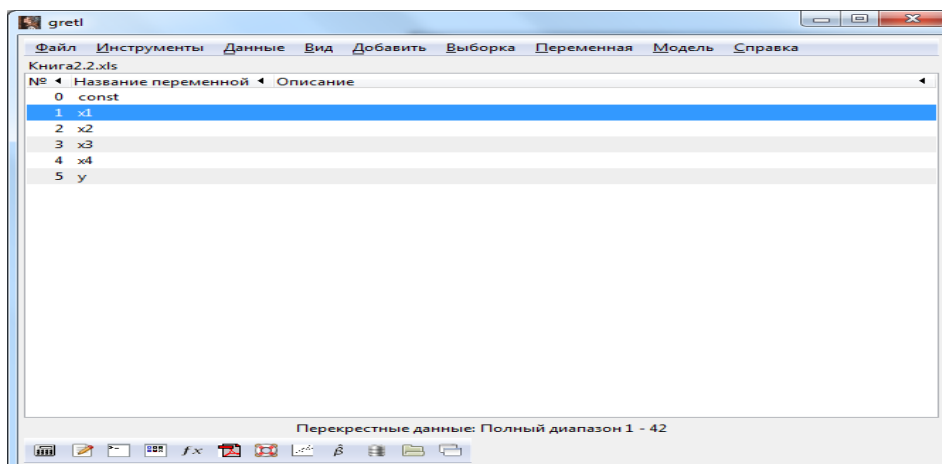 gretl
Файл Инструменты Данные Вид Добавить Выборка Переменная Модель Справка
Книга2.2.xls
№ Название переменной Описание
0 const
1 x1
2 x2
3 x3
4 x4
5 y
Перекрестные данные: Полный диапазон 1 - 42
fx β̂